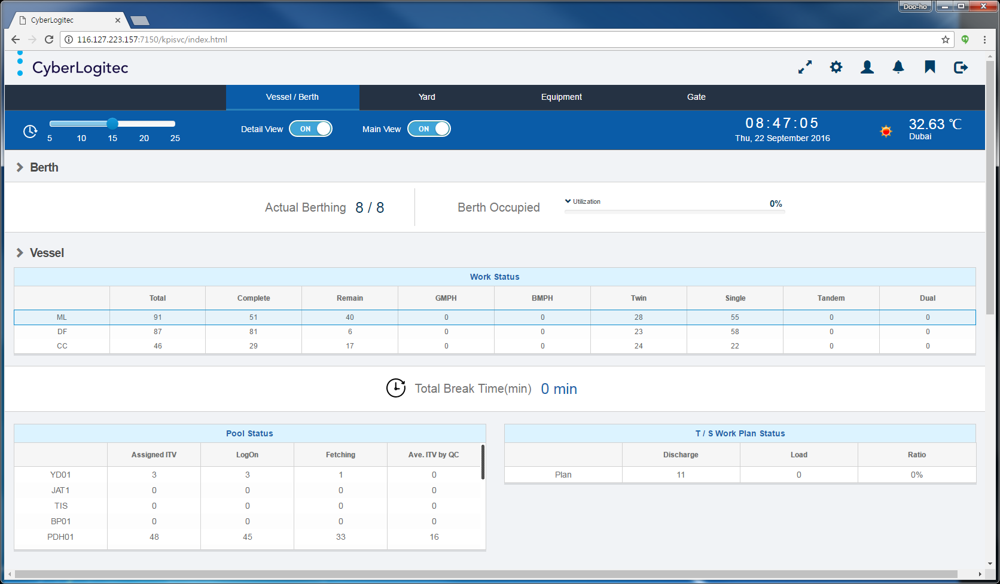 Doo-ho
CyberLogitec
116.127.223.157:7150/kpisvc/index.html
CyberLogitec
Vessel / Berth Yard Equipment Gate
5 10 15 20 25
Detail View ON Main View ON
08:47:05
Thu, 22 September 2016
32.63 ℃
Dubai
Berth
Actual Berthing 8 / 8 Berth Occupied Utilization 0%
Vessel
Work Status
Total Complete Remain GMPH BMPH Twin Single Tandem Dual
ML 91 51 40 0 0 28 55 0 0
DF 87 81 6 0 0 23 58 0 0
CC 46 29 17 0 0 24 22 0 0
Total Break Time(min) 0 min
Pool Status
Assigned ITV LogOn Fetching Ave. ITV by QC
YD01 3 3 1 0
JAT1 0 0 0 0
TIS 0 0 0 0
BP01 0 0 0 0
PDH01 48 45 33 16
T / S Work Plan Status
Discharge Load Ratio
Plan 11 0 0%